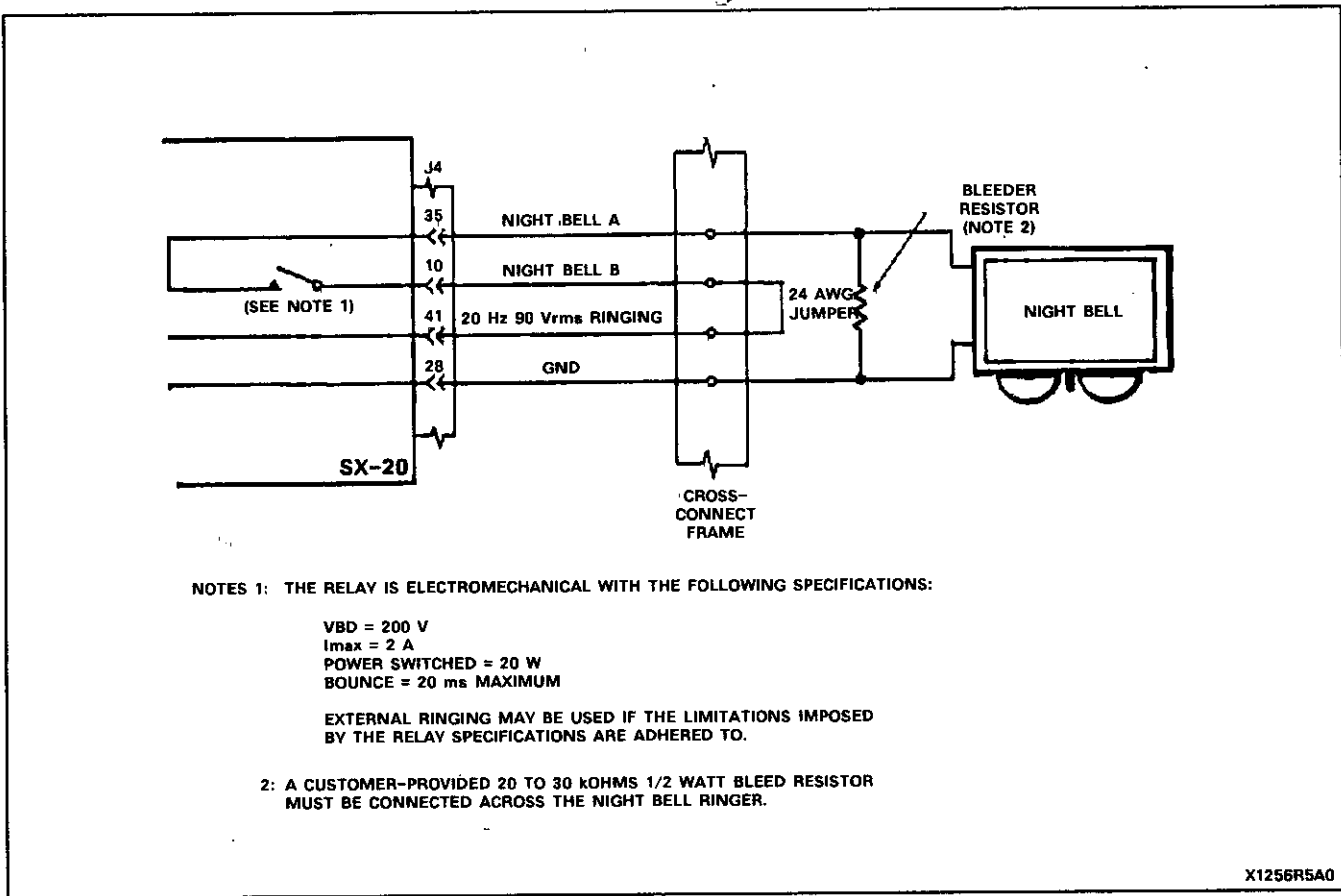 J4
35
NIGHT BELL A
BLEEDER
RESISTOR
(NOTE 2)
10
NIGHT BELL B
(SEE NOTE 1)
41
20 Hz 90 Vrms RINGING
24 AWG
JUMPER
NIGHT BELL
28
GND
SX-20
CROSS-
CONNECT
FRAME
NOTES 1: THE RELAY IS ELECTROMECHANICAL WITH THE FOLLOWING SPECIFICATIONS:
VBD = 200 V
Imax = 2 A
POWER SWITCHED = 20 W
BOUNCE = 20 ms MAXIMUM
EXTERNAL RINGING MAY BE USED IF THE LIMITATIONS IMPOSED
BY THE RELAY SPECIFICATIONS ARE ADHERED TO.
2: A CUSTOMER-PROVIDED 20 TO 30 kOHMS 1/2 WATT BLEED RESISTOR
MUST BE CONNECTED ACROSS THE NIGHT BELL RINGER.
X1256R5A0